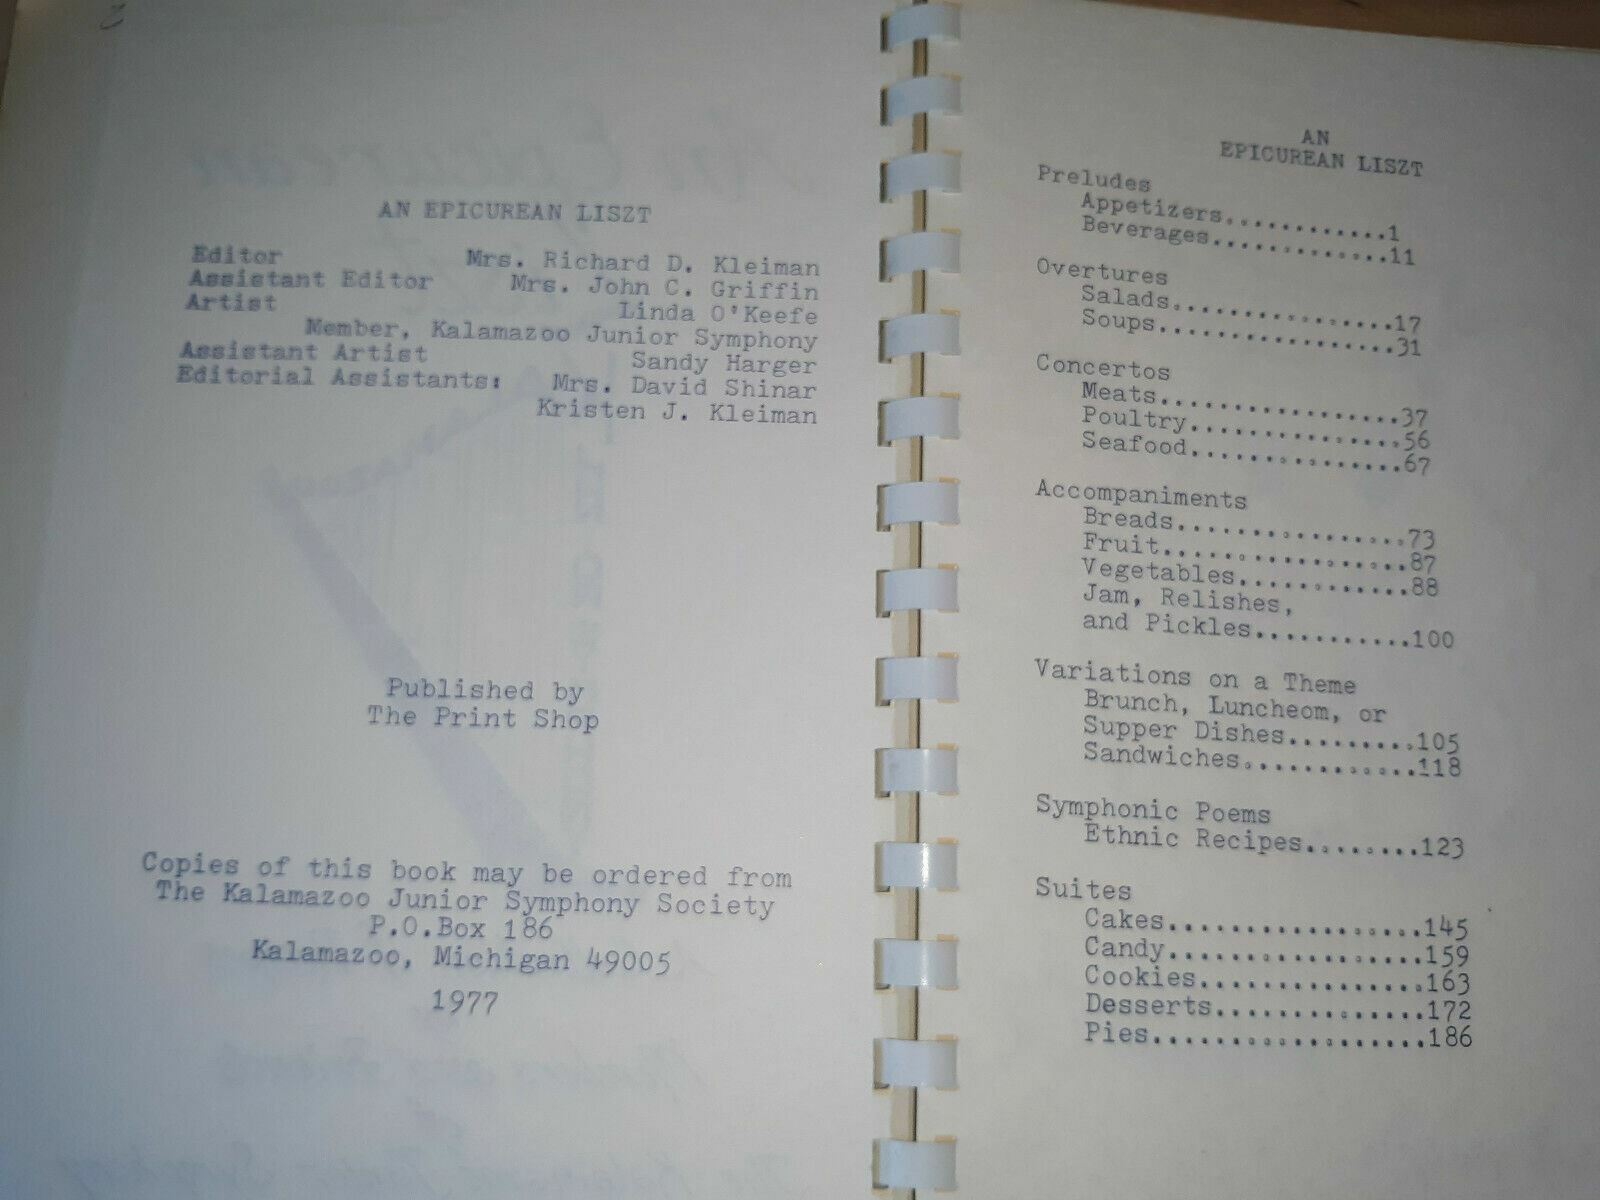 AN EPICUREAN LISZT
Editor Mrs. Richard D. Kleiman
Assistant Editor Mrs. John C. Griffin
Artist Linda O'Keefe
Member, Kalamazoo Junior Symphony
Assistant Artist Sandy Harger
Editorial Assistants: Mrs. David Shinar
Kristen J. Kleiman
Published by
The Print Shop
Copies of this book may be ordered from
The Kalamazoo Junior Symphony Society
P.O.Box 186
Kalamazoo, Michigan 49005
1977
AN
EPICUREAN LISZT
Preludes
Appetizers.............1
Beverages.............11
Overtures
Salads................17
Soups................31
Concertos
Meats................37
Poultry...............56
Seafood...............67
Accompaniments
Breads................73
Fruit.................87
Vegetables............88
Jam, Relishes,
and Pickles...........100
Variations on a Theme
Brunch, Luncheom, or
Supper Dishes.........105
Sandwiches............118
Symphonic Poems
Ethnic Recipes........123
Suites
Cakes.................145
Candy.................159
Cookies...............163
Desserts..............172
Pies..................186